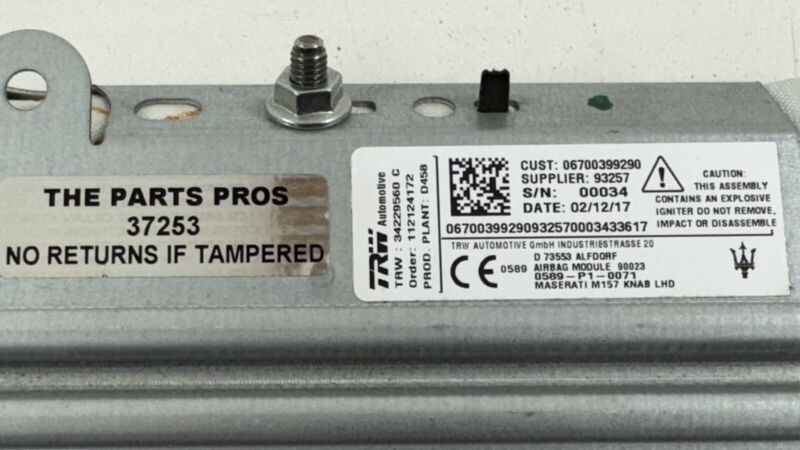 THE PARTS PROS
37253
NO RETURNS IF TAMPERED
TRW Automotive
TRW : 34229560 C
Order: 112124172
PROD. PLANT: D458
CUST: 06700399290
SUPPLIER: 93257
S/N: 00034
DATE: 02/12/17
06700399290932570003433617
TRW AUTOMOTIVE GmbH INDUSTRIESTRASSE 20
D 73553 ALFDORF
CE 0589 AIRBAG MODULE 90023
0589-P1-0071
MASERATI M157 KNAB LHD
CAUTION:
THIS ASSEMBLY
CONTAINS AN EXPLOSIVE
IGNITER DO NOT REMOVE,
IMPACT OR DISASSEMBLE